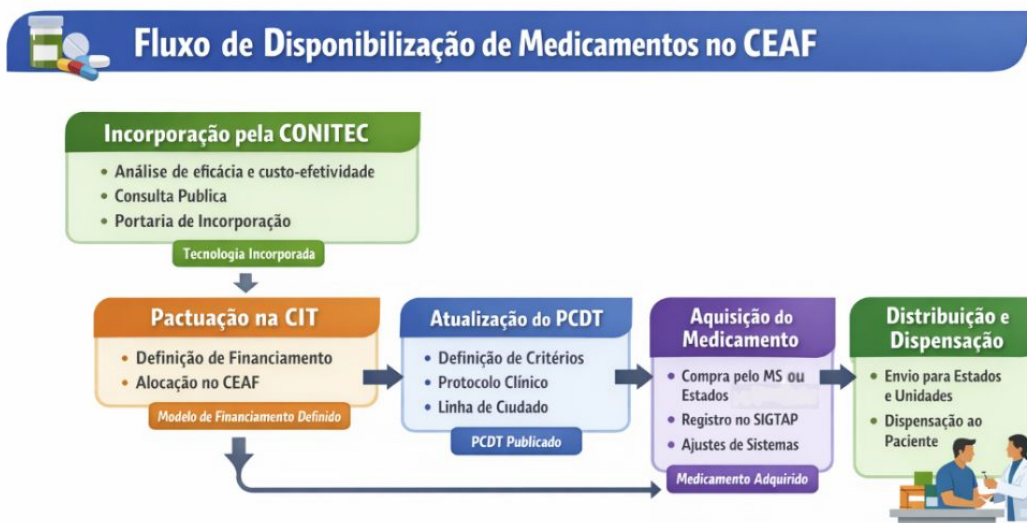 Fluxo de Disponibilização de Medicamentos no CEAF
Incorporação pela CONITEC
• Análise de eficácia e custo-efetividade
• Consulta Publica
• Portaria de Incorporação
Tecnologia Incorporada
Pactuação na CIT
• Definição de Financiamento
• Alocação no CEAF
Modelo de Financiamento Definido
Atualização do PCDT
• Definição de Critérios
• Protocolo Clínico
• Linha de Ciudado
PCDT Publicado
Aquisição do
Medicamento
• Compra pelo MS ou
Estados
• Registro no SIGTAP
• Ajustes de Sistemas
Medicamento Adquirido
Distribuição e
Dispensação
• Envio para Estados
e Unidades
• Dispensação ao
Paciente